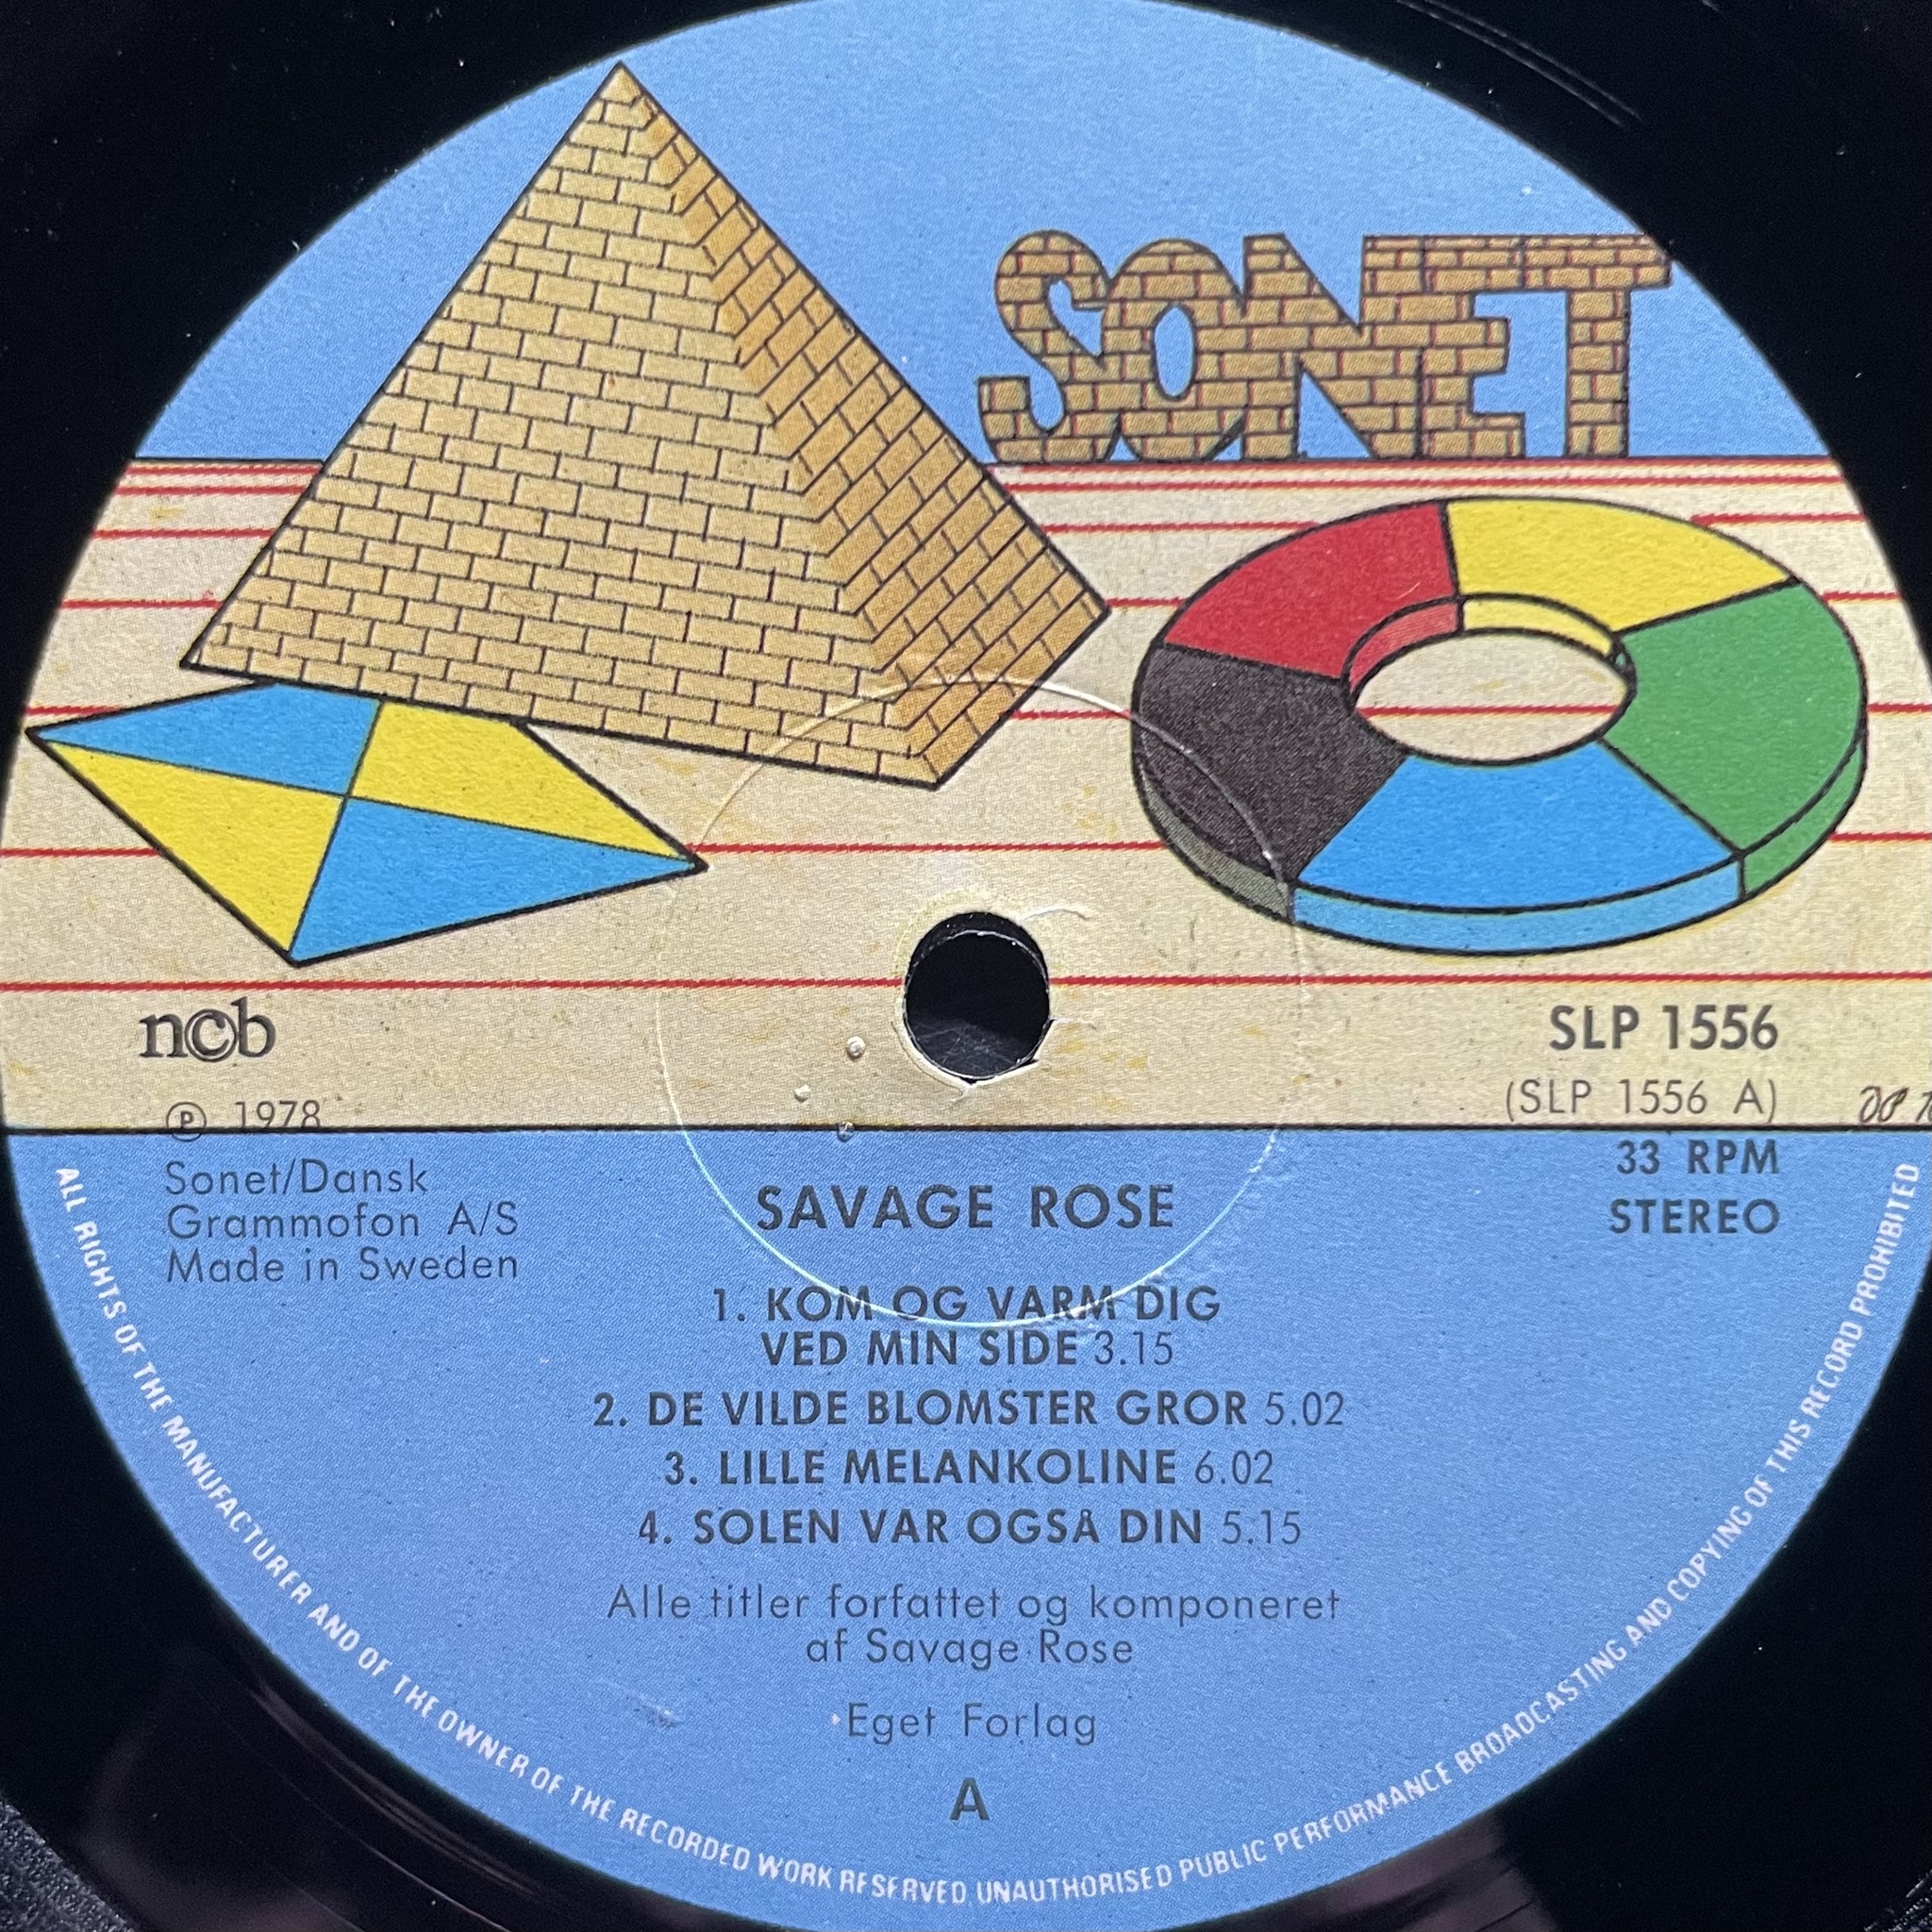 SONET
ncb
℗ 1978
Sonet/Dansk
Grammofon A/S
Made in Sweden
SLP 1556
(SLP 1556 A)
33 RPM
STEREO
SAVAGE ROSE
1. KOM OG VARM DIG
VED MIN SIDE 3.15
2. DE VILDE BLOMSTER GROR 5.02
3. LILLE MELANKOLINE 6.02
4. SOLEN VAR OGSÅ DIN 5.15
Alle titler forfattet og komponeret
af Savage Rose
Eget Forlag
A
ALL RIGHTS OF THE MANUFACTURER AND OF THE OWNER OF THE RECORDED WORK RESERVED UNAUTHORISED PUBLIC PERFORMANCE BROADCASTING AND COPYING OF THIS RECORD PROHIBITED